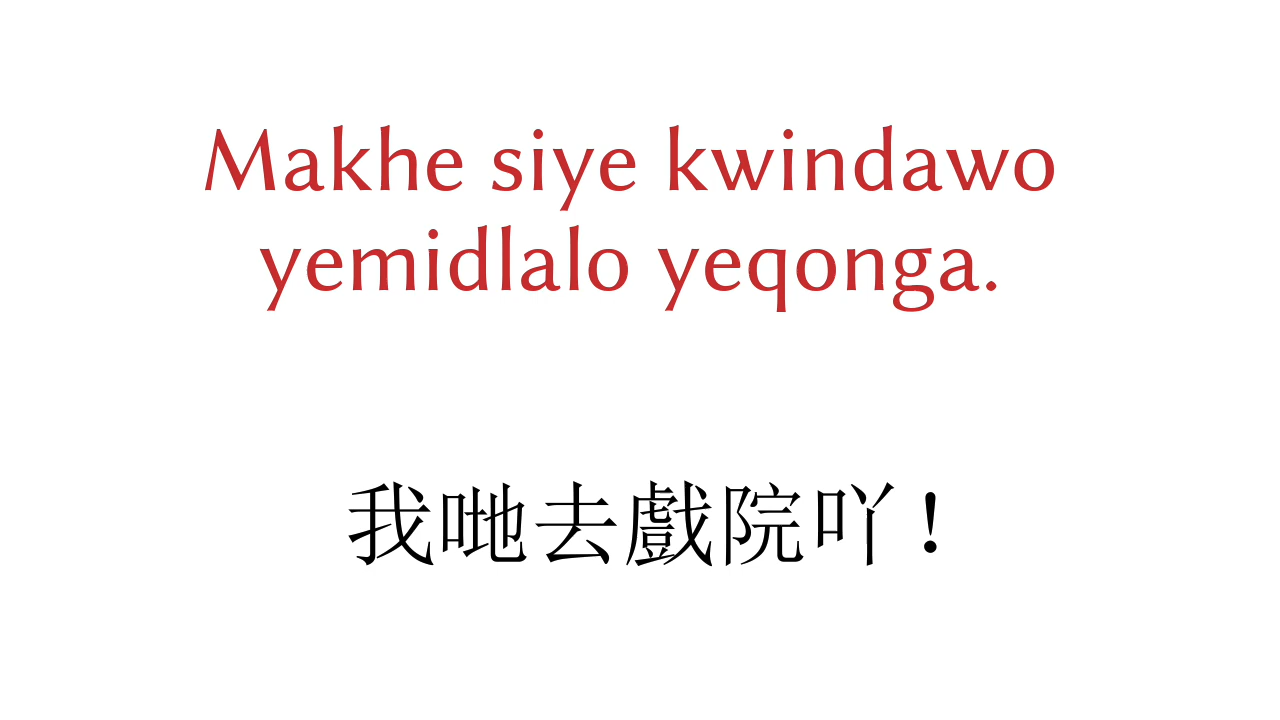 Makhe siye kwindawo
yemidlalo yeqonga.
我哋去戲院吖！